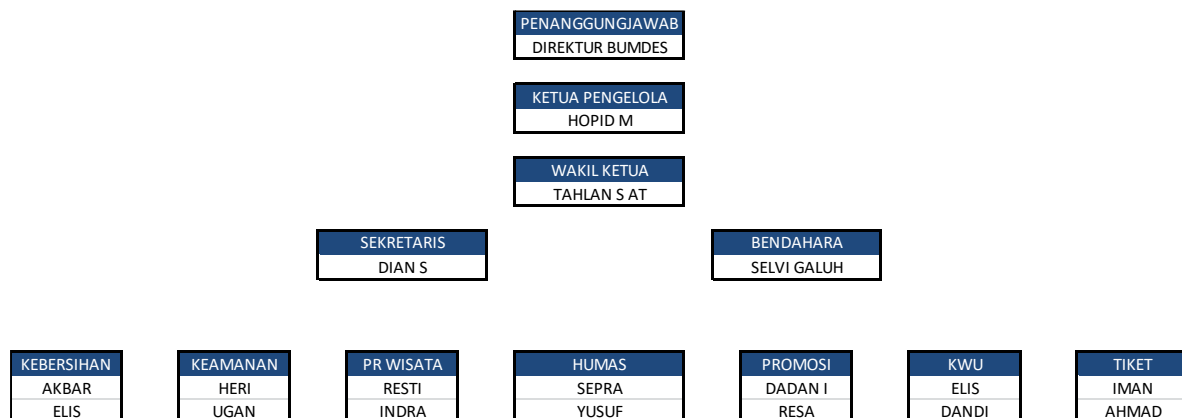 PENANGGUNGJAWAB
DIREKTUR BUMDES
KETUA PENGELOLA
HOPID M
WAKIL KETUA
TAHLAN S AT
SEKRETARIS BENDAHARA
DIAN S SELVI GALUH
KEBERSIHAN KEAMANAN PR WISATA HUMAS PROMOSI KWU TIKET
AKBAR HERI RESTI SEPRA DADAN I ELIS IMAN
ELIS UGAN INDRA YUSUF RESA DANDI AHMAD